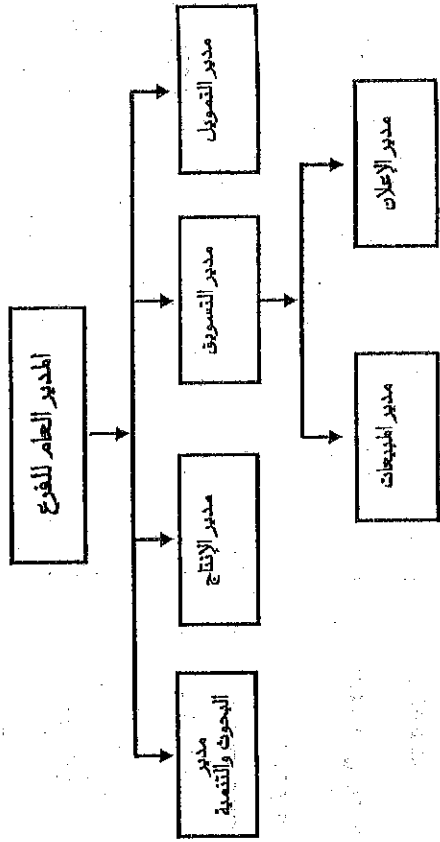 المدير العام للفرع
مدير التمويل
مدير التسويق
مدير الإنتاج
مدير
البحوث والتنمية
مدير الإعلان
مدير المبيعات